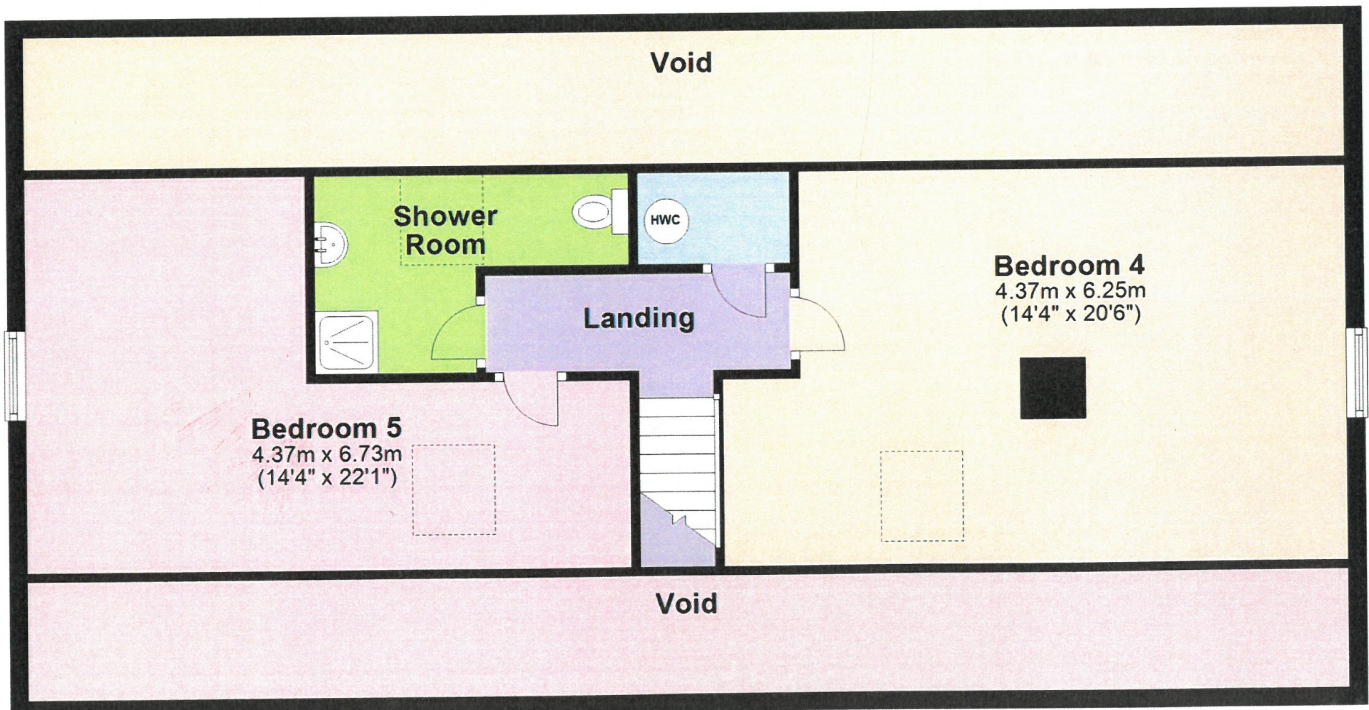 Void
Shower
Room
HWC
Landing
Bedroom 4
4.37m x 6.25m
(14'4" x 20'6")
Bedroom 5
4.37m x 6.73m
(14'4" x 22'1")
Void